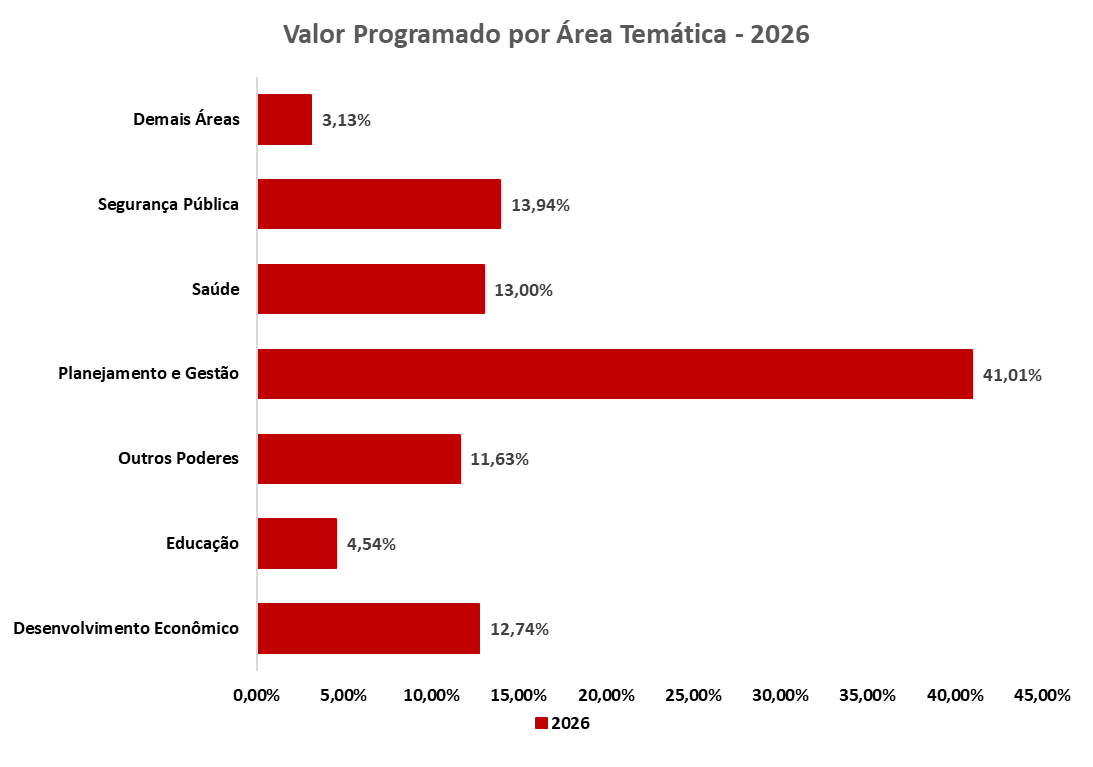 Valor Programado por Área Temática - 2026
Demais Áreas 3,13%
Segurança Pública 13,94%
Saúde 13,00%
Planejamento e Gestão 41,01%
Outros Poderes 11,63%
Educação 4,54%
Desenvolvimento Econômico 12,74%
0,00% 5,00% 10,00% 15,00% 20,00% 25,00% 30,00% 35,00% 40,00% 45,00%
2026